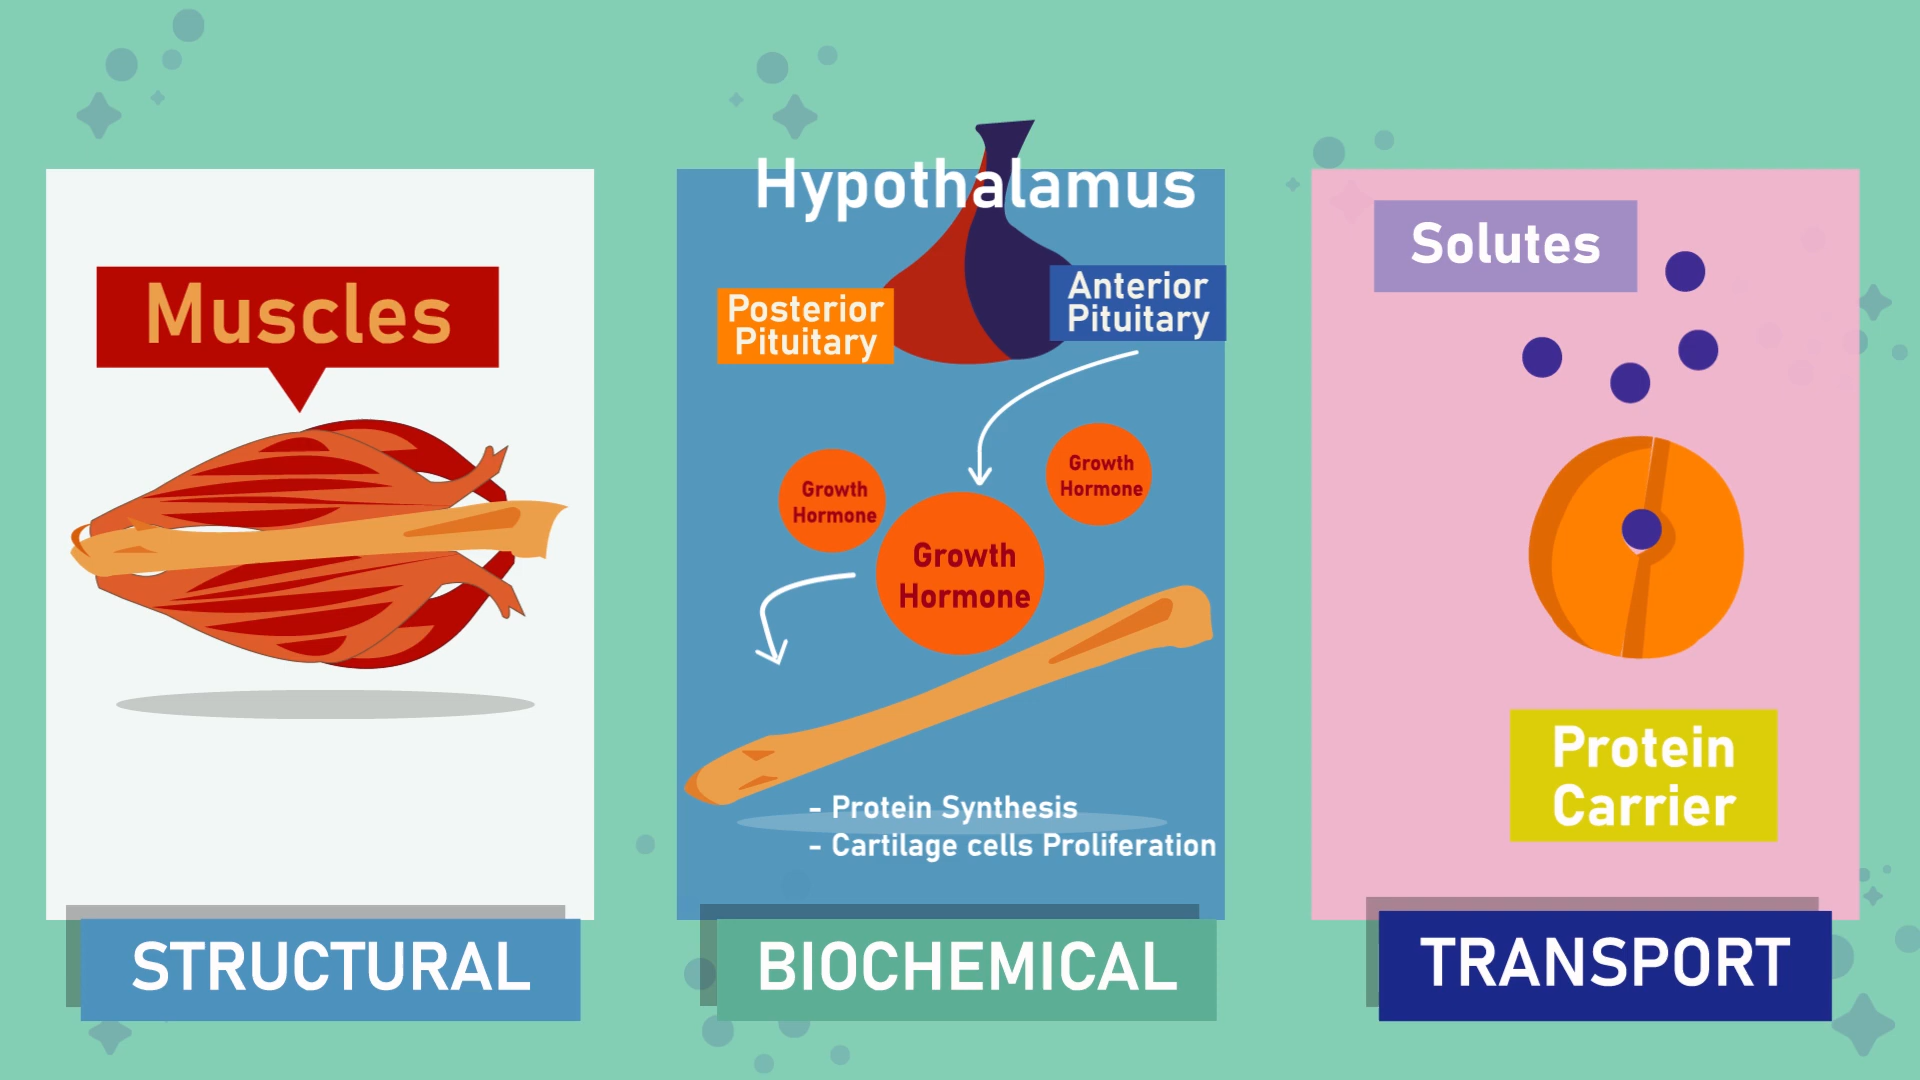 Muscles
STRUCTURAL
Hypothalamus
Posterior
Pituitary
Anterior
Pituitary
Growth
Hormone
Growth
Hormone
Growth
Hormone
- Protein Synthesis
- Cartilage cells Proliferation
BIOCHEMICAL
Solutes
Protein
Carrier
TRANSPORT